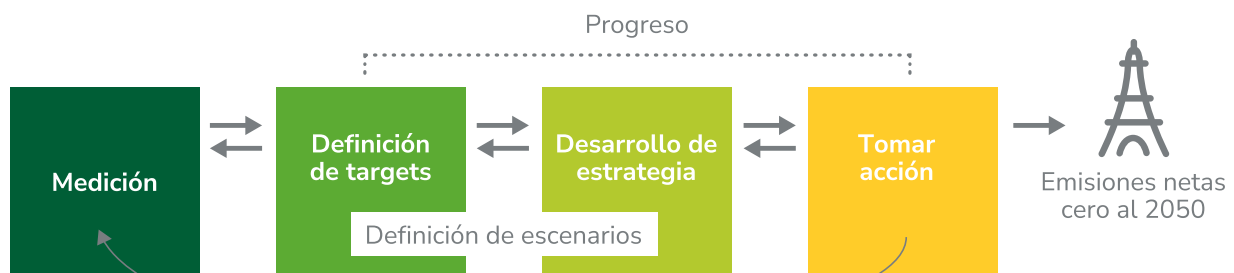 Progreso
Medición
Definición
de targets
Desarrollo de
estrategia
Tomar
acción
Definición de escenarios
Emisiones netas
cero al 2050